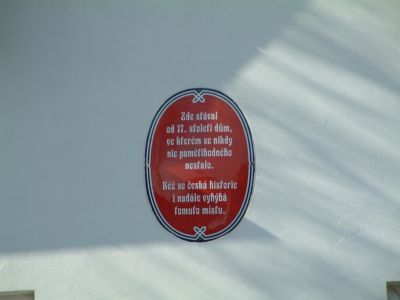 Zde stával
od 17. století dům,
ve kterém se nikdy
nic pamětihodného
nestalo.
Kéž se česká historie
i nadále vyhýbá
tomuto místu.